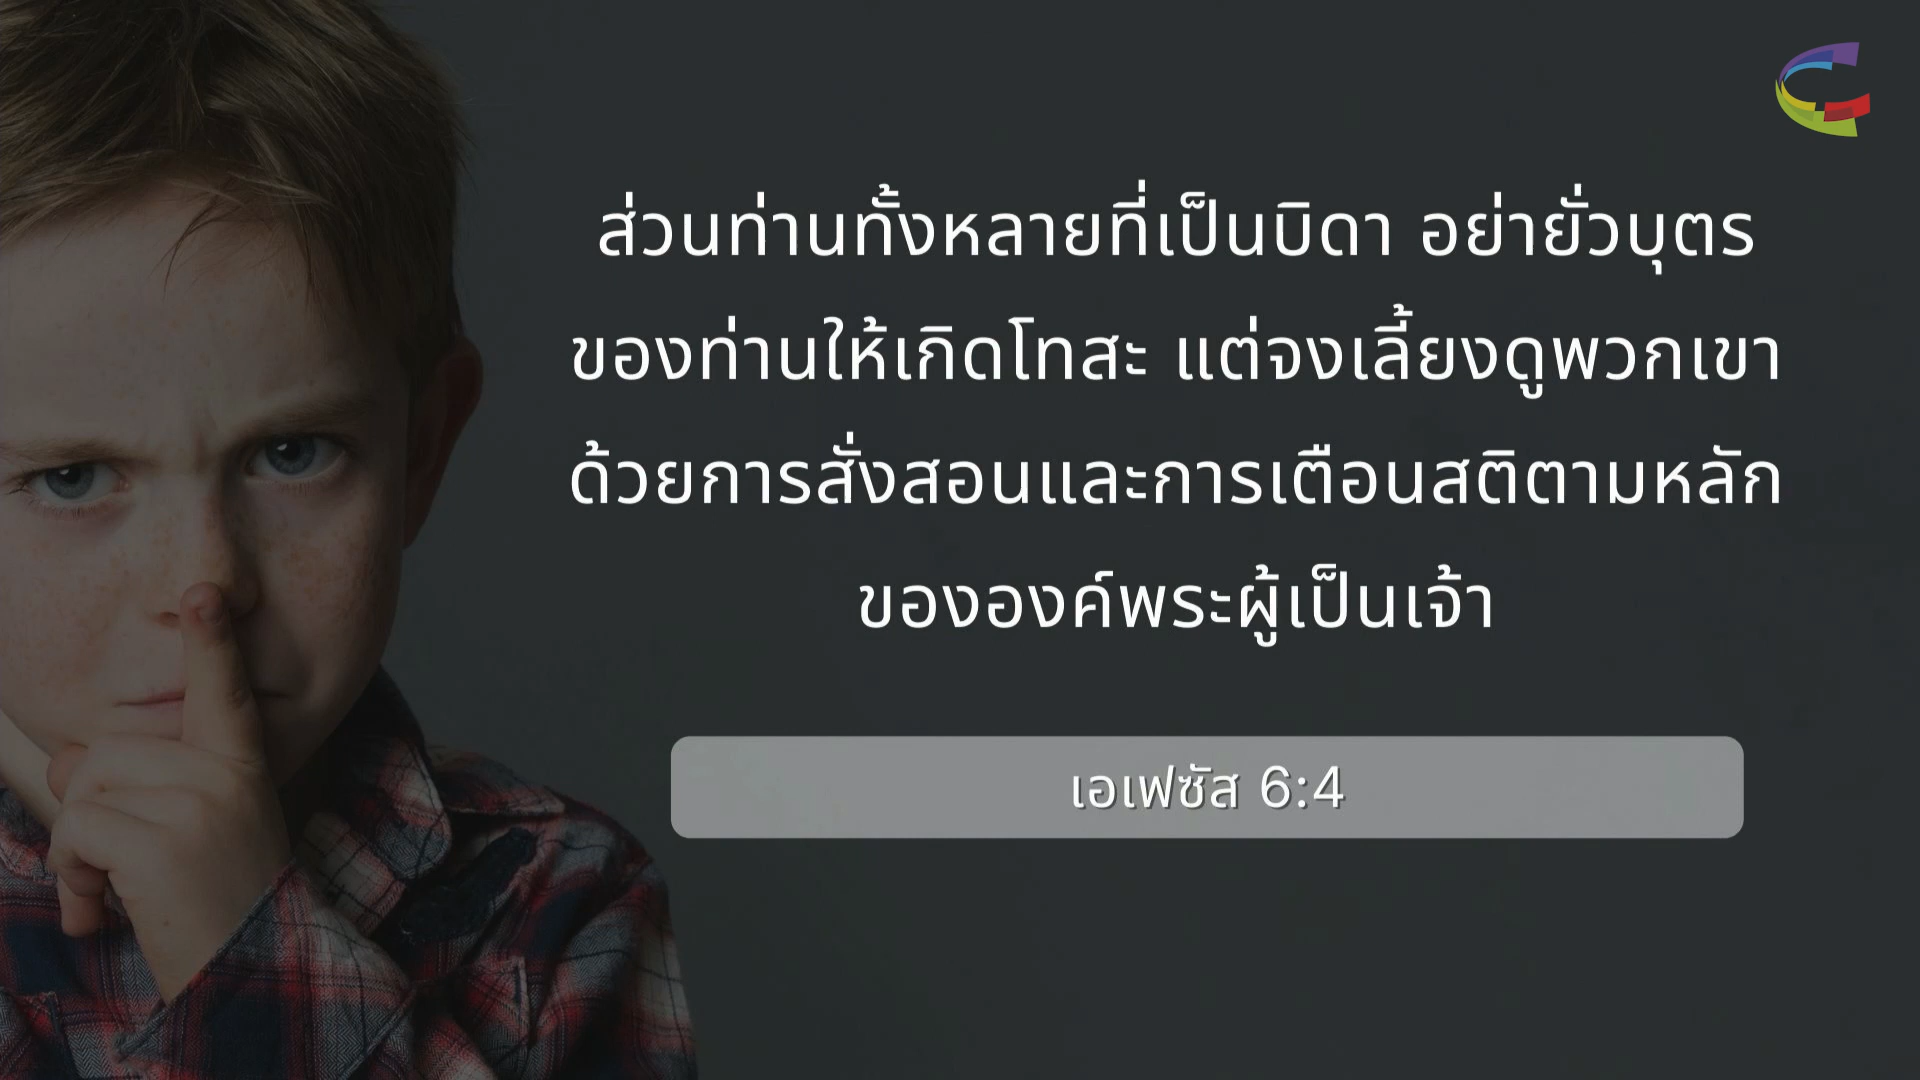 ส่วนท่านทั้งหลายที่เป็นบิดา อย่ายั่วบุตร
ของท่านให้เกิดโทสะ แต่จงเลี้ยงดูพวกเขา
ด้วยการสั่งสอนและการเตือนสติตามหลัก
ขององค์พระผู้เป็นเจ้า
เอเฟซัส 6:4